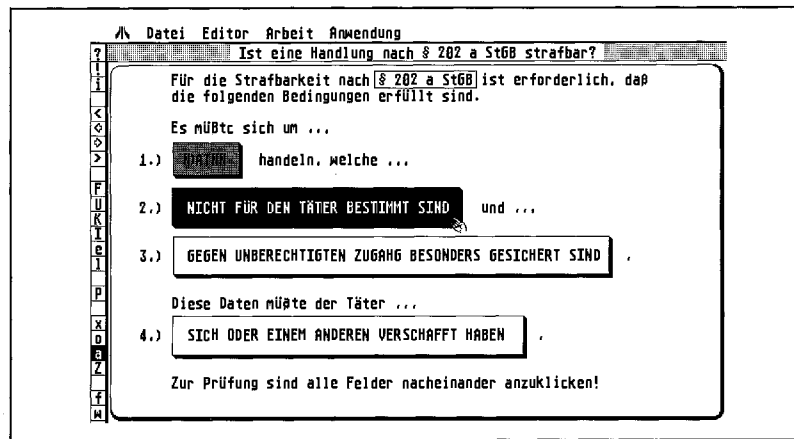 Datei Editor Arbeit Anwendung
Ist eine Handlung nach § 202 a StGB strafbar?
Für die Strafbarkeit nach § 202 a StGB ist erforderlich, daß
die folgenden Bedingungen erfüllt sind.
Es müßte sich um ...
1.) handeln, welche ...
2.) NICHT FÜR DEN TÄTER BESTIMMT SIND und ...
3.) GEGEN UNBERECHTIGTEN ZUGAHG BESONDERS GESICHERT SIND .
Diese Daten müßte der Täter ...
4.) SICH ODER EINEM ANDEREN VERSCHAFFT HABEN .
Zur Prüfung sind alle Felder nacheinander anzuklicken!
?
!
i
<
>
F
U
K
I
e
l
P
X
D
a
Z
f
w